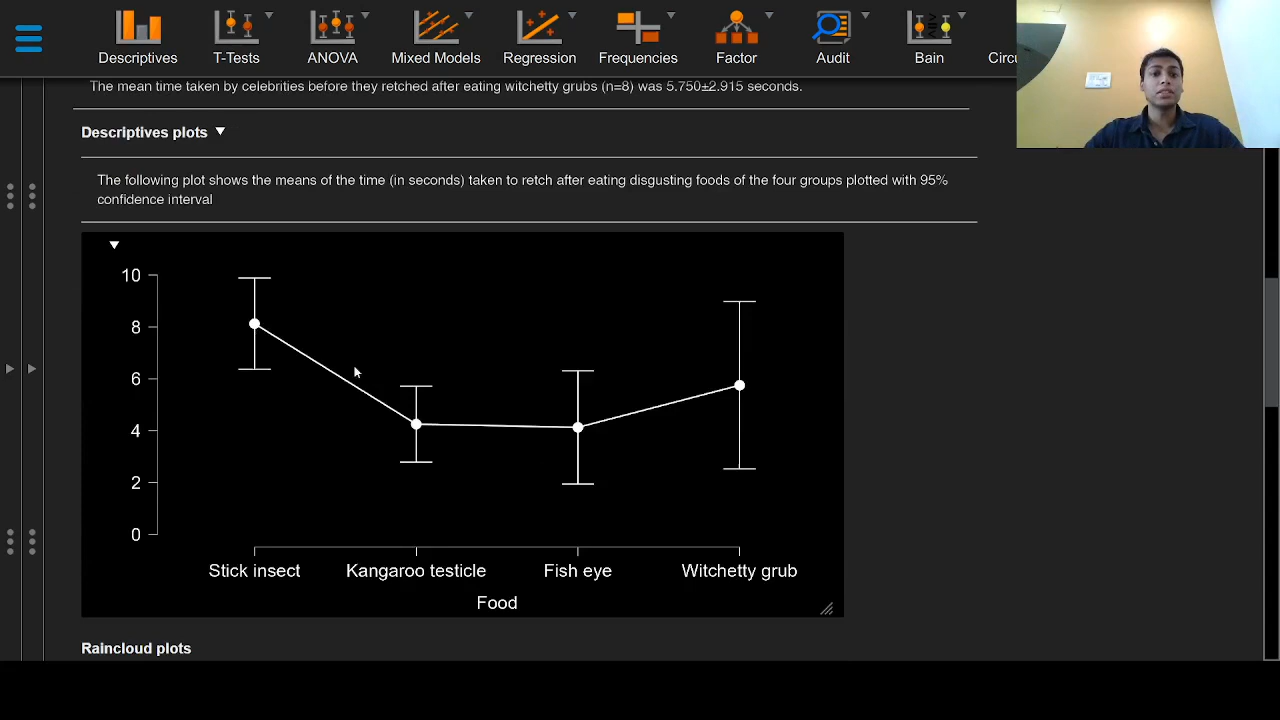 Descriptives T-Tests ANOVA Mixed Models Regression Frequencies Factor Audit Bain Circu
The mean time taken by celebrities before they retched after eating witchetty grubs (n=8) was 5.750±2.915 seconds.
Descriptives plots
The following plot shows the means of the time (in seconds) taken to retch after eating disgusting foods of the four groups plotted with 95%
confidence interval
10
8
6
4
2
0
Stick insect Kangaroo testicle Fish eye Witchetty grub
Food
Raincloud plots